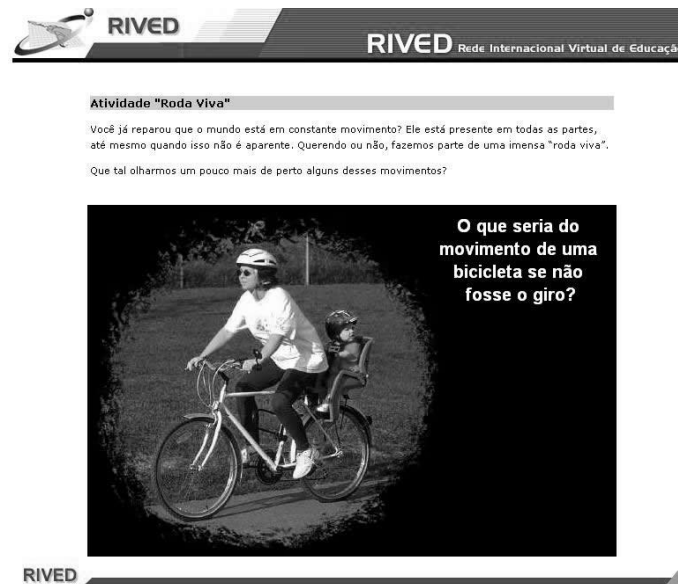 RIVED
RIVED Rede Internacional Virtual de Educaçã
Atividade "Roda Viva"
Você já reparou que o mundo está em constante movimento? Ele está presente em todas as partes,
até mesmo quando isso não é aparente. Querendo ou não, fazemos parte de uma imensa "roda viva".
Que tal olharmos um pouco mais de perto alguns desses movimentos?
O que seria do
movimento de uma
bicicleta se não
fosse o giro?
RIVED